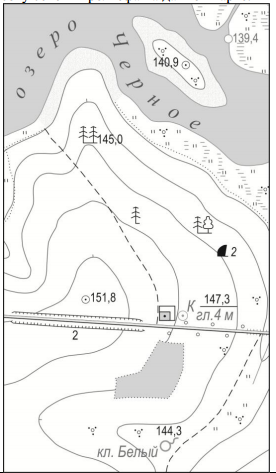 139,4
140,9
озеро Черное
145,0
2
151,8
К
147,3
гл.4 м
2
144,3
кл. Белый